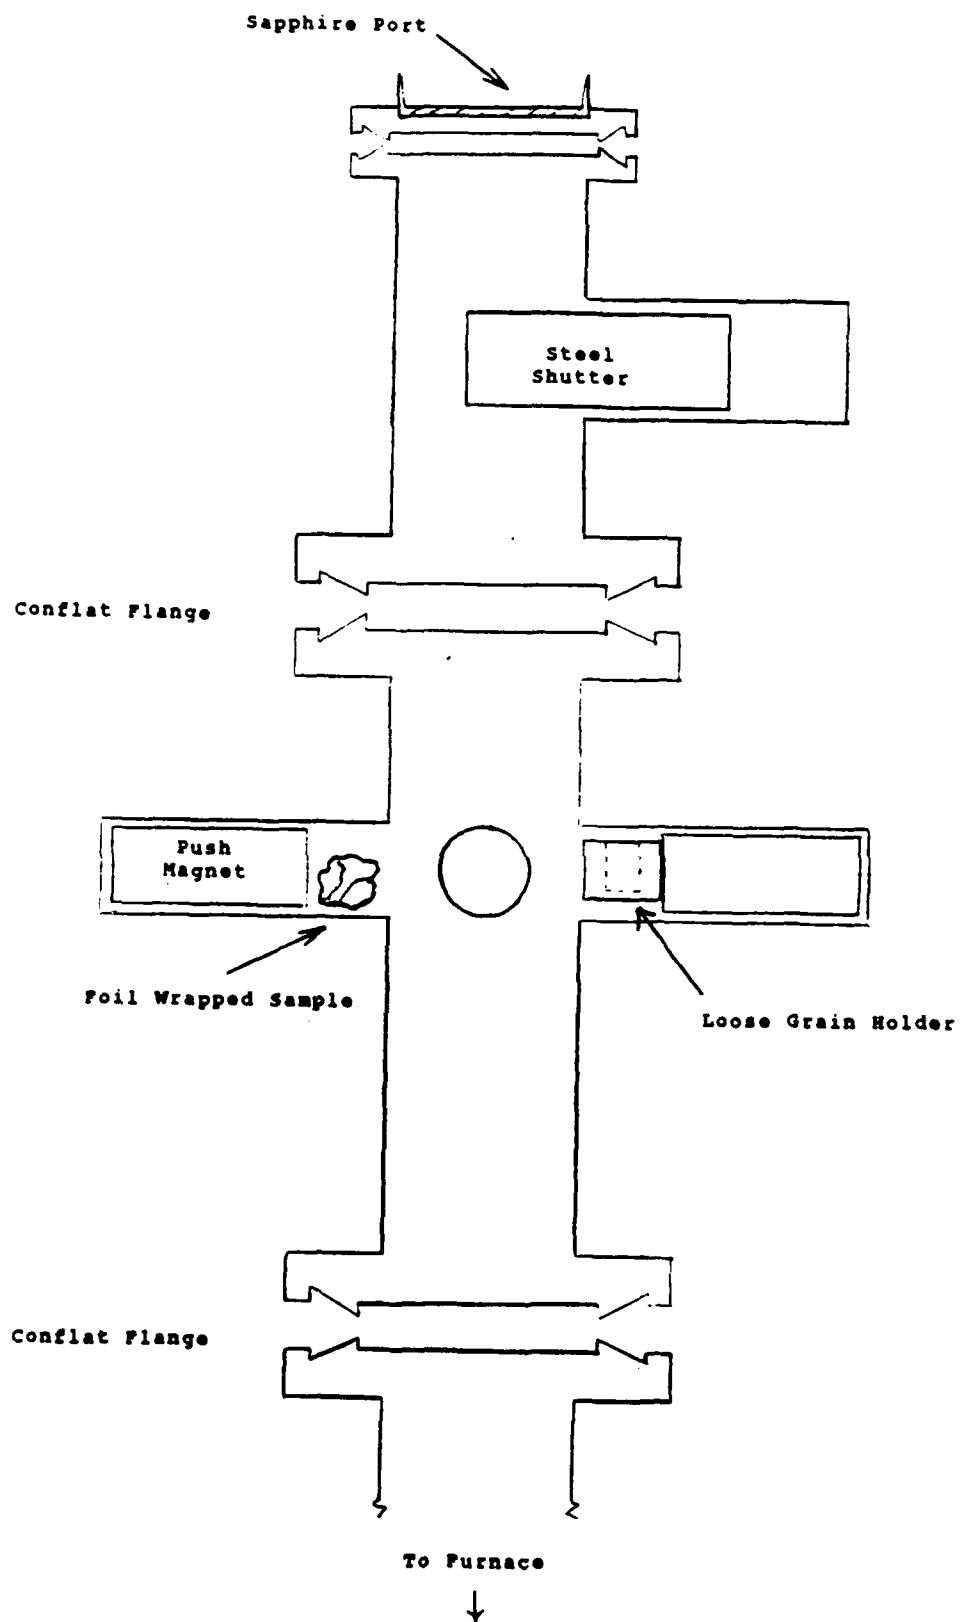 Sapphire Port
Steel
Shutter
Conflat Flange
Push
Magnet
Foil Wrapped Sample
Loose Grain Holder
Conflat Flange
To Furnace